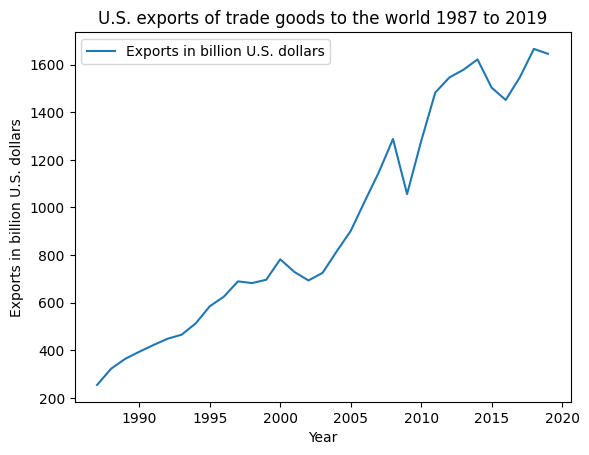 U.S. exports of trade goods to the world 1987 to 2019
Exports in billion U.S. dollars
Exports in billion U.S. dollars
1600
1400
1200
1000
800
600
400
200
1990 1995 2000 2005 2010 2015 2020
Year